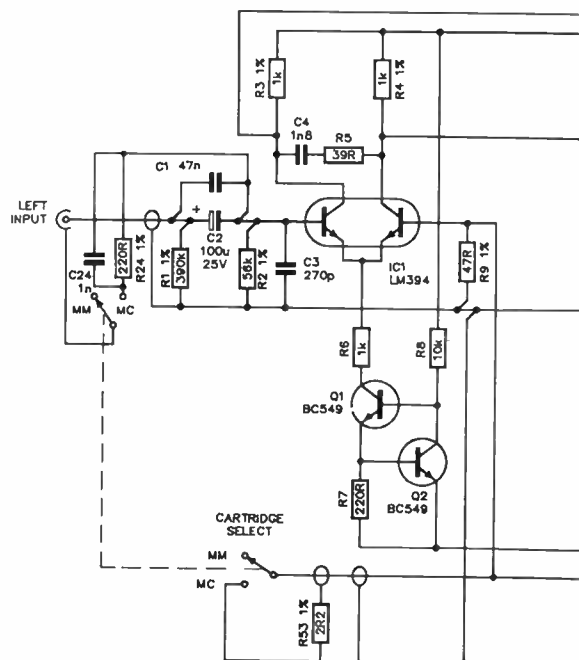 R3 1%
1k
1k
R4 1%
C4
1n8
R5
39R
C1 47n
LEFT
INPUT
+
C2
100u
25V
C24
1n
220R
R24 1%
R1 1%
390k
56k
R2 1%
C3
270p
IC1
LM394
47R
R9 1%
MM
MC
R6
1k
R8
10k
Q1
BC549
Q2
BC549
R7
220R
CARTRIDGE
SELECT
MM
MC
R53 1%
2R2